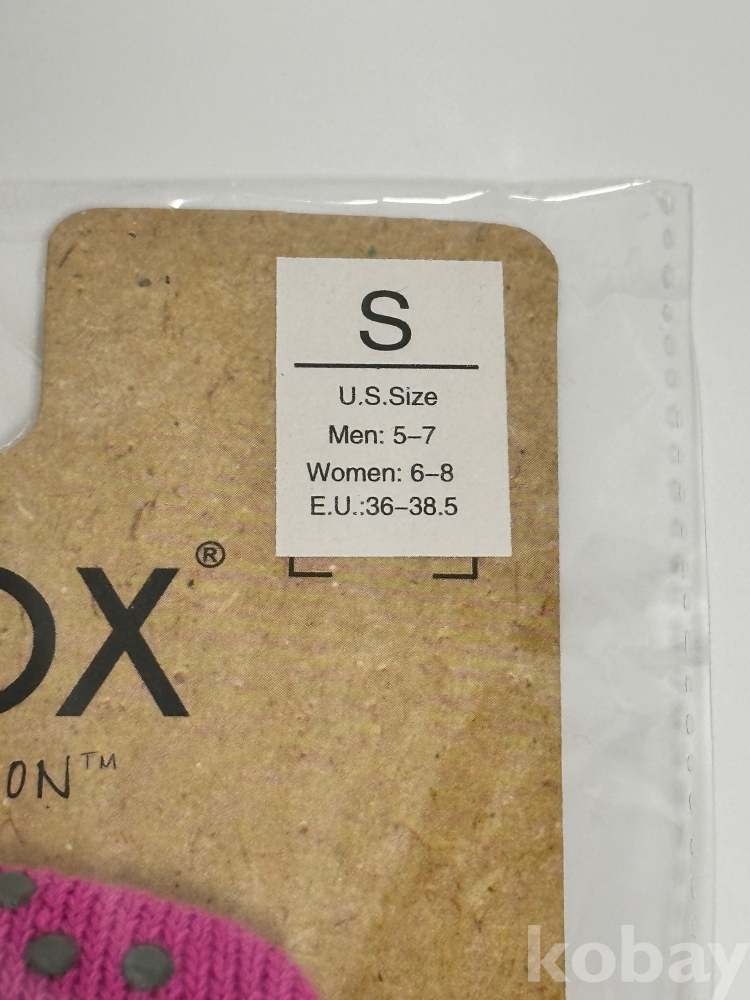 S
U.S.Size
Men: 5–7
Women: 6–8
E.U.:36–38.5
OX®
ON™
kobay